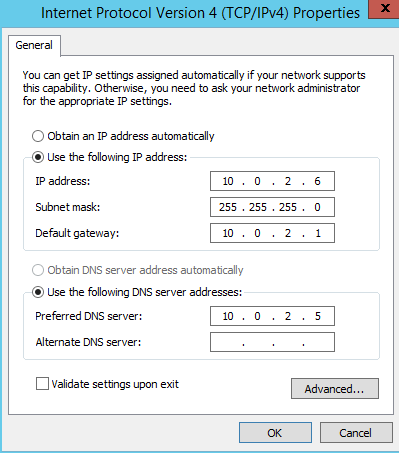 Internet Protocol Version 4 (TCP/IPv4) Properties
x
General
You can get IP settings assigned automatically if your network supports
this capability. Otherwise, you need to ask your network administrator
for the appropriate IP settings.
Obtain an IP address automatically
Use the following IP address:
IP address: 10 . 0 . 2 . 6
Subnet mask: 255 . 255 . 255 . 0
Default gateway: 10 . 0 . 2 . 1
Obtain DNS server address automatically
Use the following DNS server addresses:
Preferred DNS server: 10 . 0 . 2 . 5
Alternate DNS server: . . .
Validate settings upon exit
Advanced...
OK Cancel